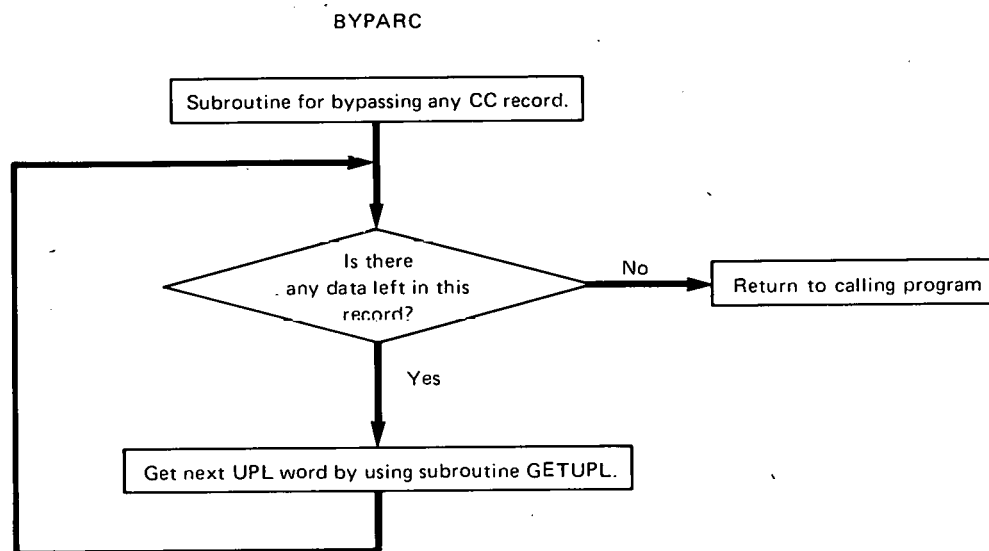 BYPARC
Subroutine for bypassing any CC record.
Is there
any data left in this
record?
No
Return to calling program
Yes
Get next UPL word by using subroutine GETUPL.